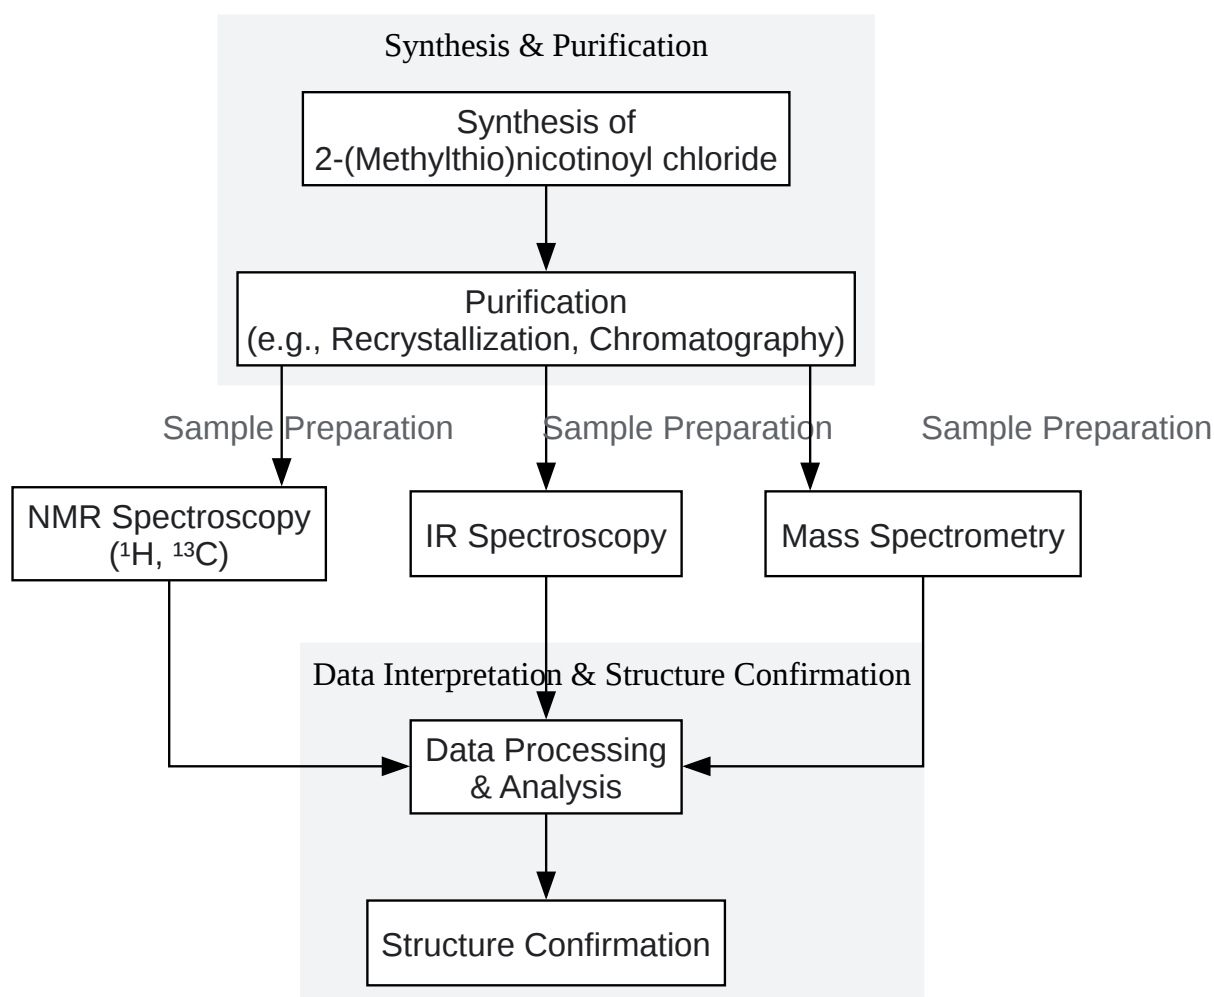 Synthesis & Purification
Synthesis of
2-(Methylthio)nicotinoyl chloride
Purification
(e.g., Recrystallization, Chromatography)
Sample Preparation
Sample Preparation
Sample Preparation
NMR Spectroscopy
(¹H, ¹³C)
IR Spectroscopy
Mass Spectrometry
Data Interpretation & Structure Confirmation
Data Processing
& Analysis
Structure Confirmation